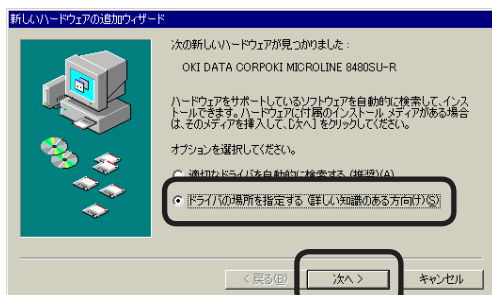 新しいハードウェアの追加ウィザード
次の新しいハードウェアが見つかりました：
OKI DATA CORPOKI MICROLINE 8480SU-R
ハードウェアをサポートしているソフトウェアを自動的に検索して、インス
トールできます。ハードウェアに付属のインストール メディアがある場合
は、そのメディアを挿入して、[次へ] をクリックしてください。
オプションを選択してください。
適切なドライバを自動的に検索する (推奨)(A)
ドライバの場所を指定する (詳しい知識のある方向け)(S)
< 戻る(B)
次へ >
キャンセル